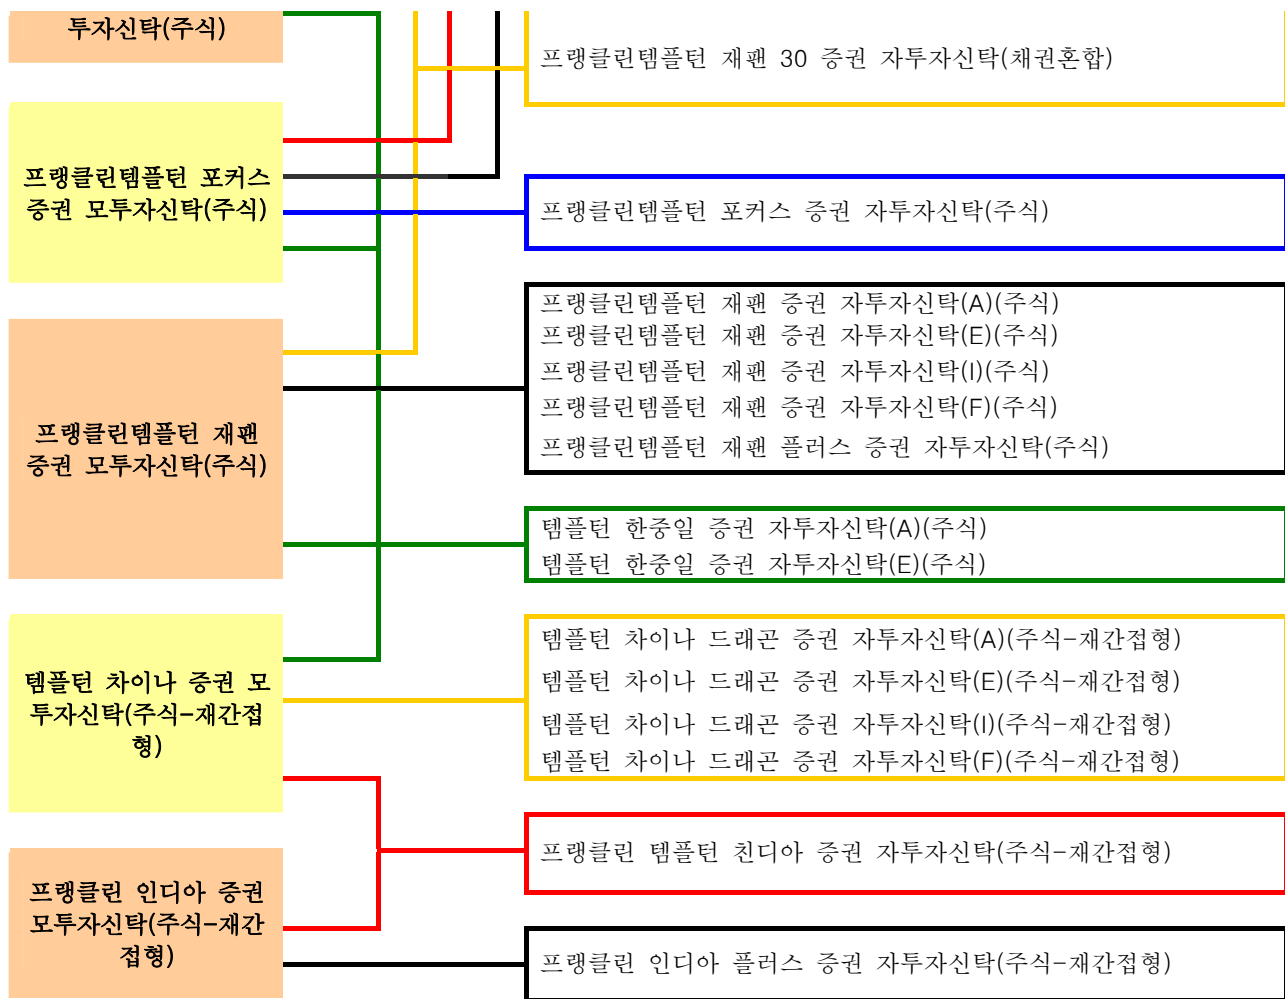 투자신탁(주식)
프랭클린템플턴 포커스
증권 모투자신탁(주식)
프랭클린템플턴 재팬
증권 모투자신탁(주식)
템플턴 차이나 증권 모
투자신탁(주식-재간접
형)
프랭클린 인디아 증권
모투자신탁(주식-재간
접형)
프랭클린템플턴 재팬 30 증권 자투자신탁(채권혼합)
프랭클린템플턴 포커스 증권 자투자신탁(주식)
프랭클린템플턴 재팬 증권 자투자신탁(A)(주식)
프랭클린템플턴 재팬 증권 자투자신탁(E)(주식)
프랭클린템플턴 재팬 증권 자투자신탁(I)(주식)
프랭클린템플턴 재팬 증권 자투자신탁(F)(주식)
프랭클린템플턴 재팬 플러스 증권 자투자신탁(주식)
템플턴 한중일 증권 자투자신탁(A)(주식)
템플턴 한중일 증권 자투자신탁(E)(주식)
템플턴 차이나 드래곤 증권 자투자신탁(A)(주식-재간접형)
템플턴 차이나 드래곤 증권 자투자신탁(E)(주식-재간접형)
템플턴 차이나 드래곤 증권 자투자신탁(I)(주식-재간접형)
템플턴 차이나 드래곤 증권 자투자신탁(F)(주식-재간접형)
프랭클린 템플턴 친디아 증권 자투자신탁(주식-재간접형)
프랭클린 인디아 플러스 증권 자투자신탁(주식-재간접형)